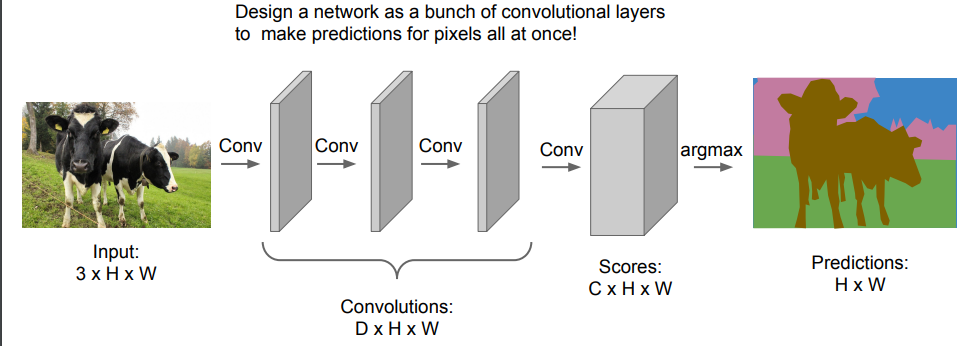 Design a network as a bunch of convolutional layers
to make predictions for pixels all at once!
Conv
Conv
Conv
Conv
argmax
Input:
3 x H x W
Convolutions:
D x H x W
Scores:
C x H x W
Predictions:
H x W